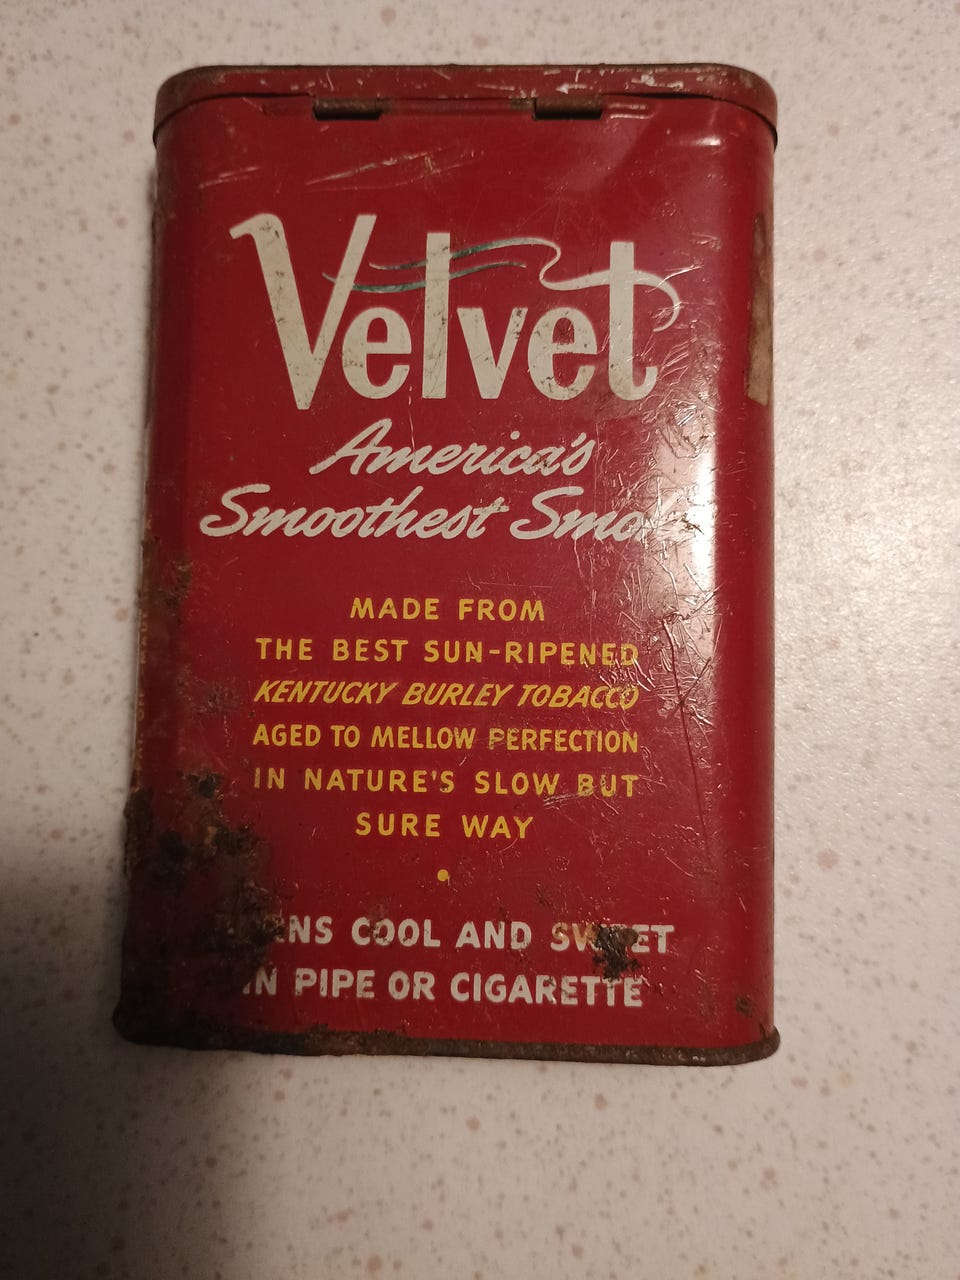 Velvet
America's
Smoothest
MADE FROM
THE BEST SUN-RIPENED
KENTUCKY BURLEY TOBACCO
AGED TO MELLOW PERFECTION
IN NATURE'S SLOW BUT
SURE WAY
COOL AND SWEET
IN PIPE OR CIGARETTE